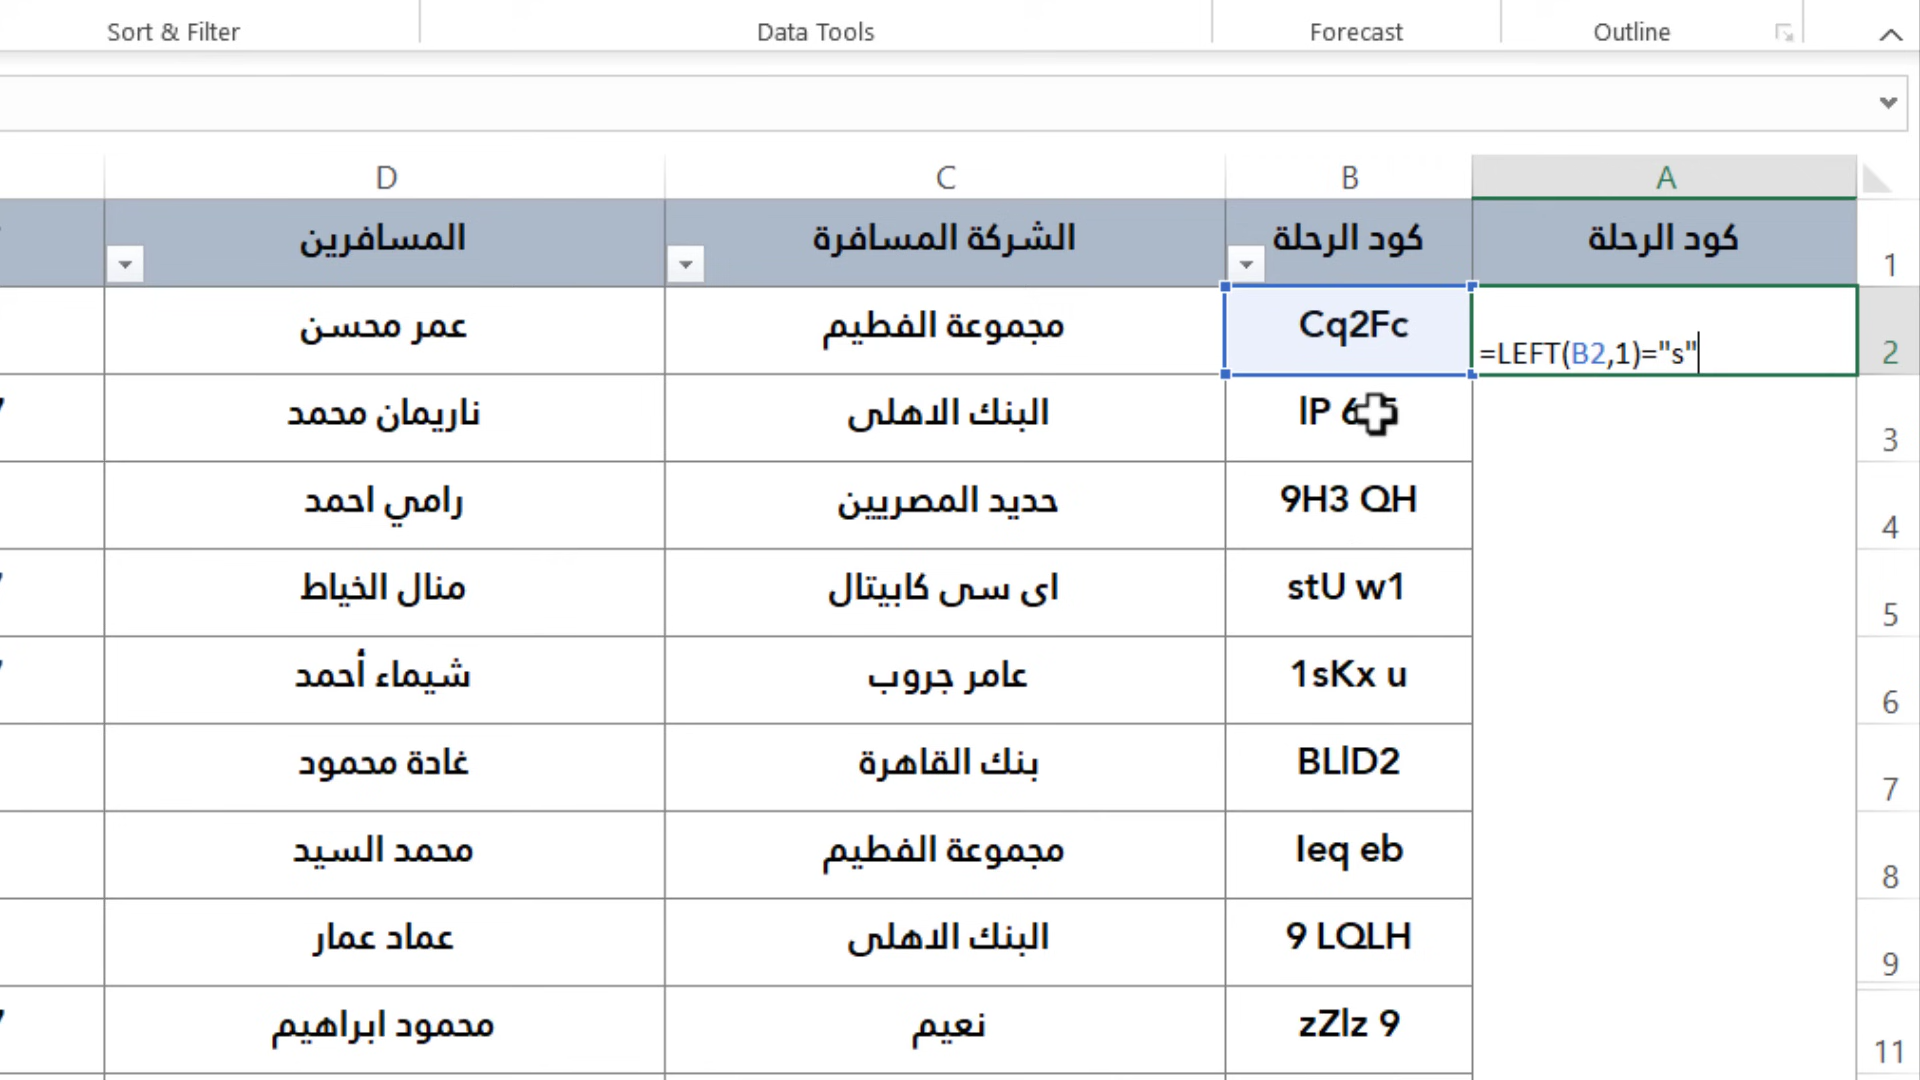 Sort & Filter Data Tools Forecast Outline
A B C D
1 كود الرحلة كود الرحلة الشركة المسافرة المسافرين
2 =LEFT(B2,1)="s" Cq2Fc مجموعة الفطيم عمر محسن
3 البنك الاهلى ناريمان محمد
4 9H3 QH حديد المصريين رامي احمد
5 stU w1 اى سى كابيتال منال الخياط
6 1sKx u عامر جروب شيماء أحمد
7 BLlD2 بنك القاهرة غادة محمود
8 leq eb مجموعة الفطيم محمد السيد
9 9 LQLH البنك الاهلى عماد عمار
11 zZlz 9 نعيم محمود ابراهيم